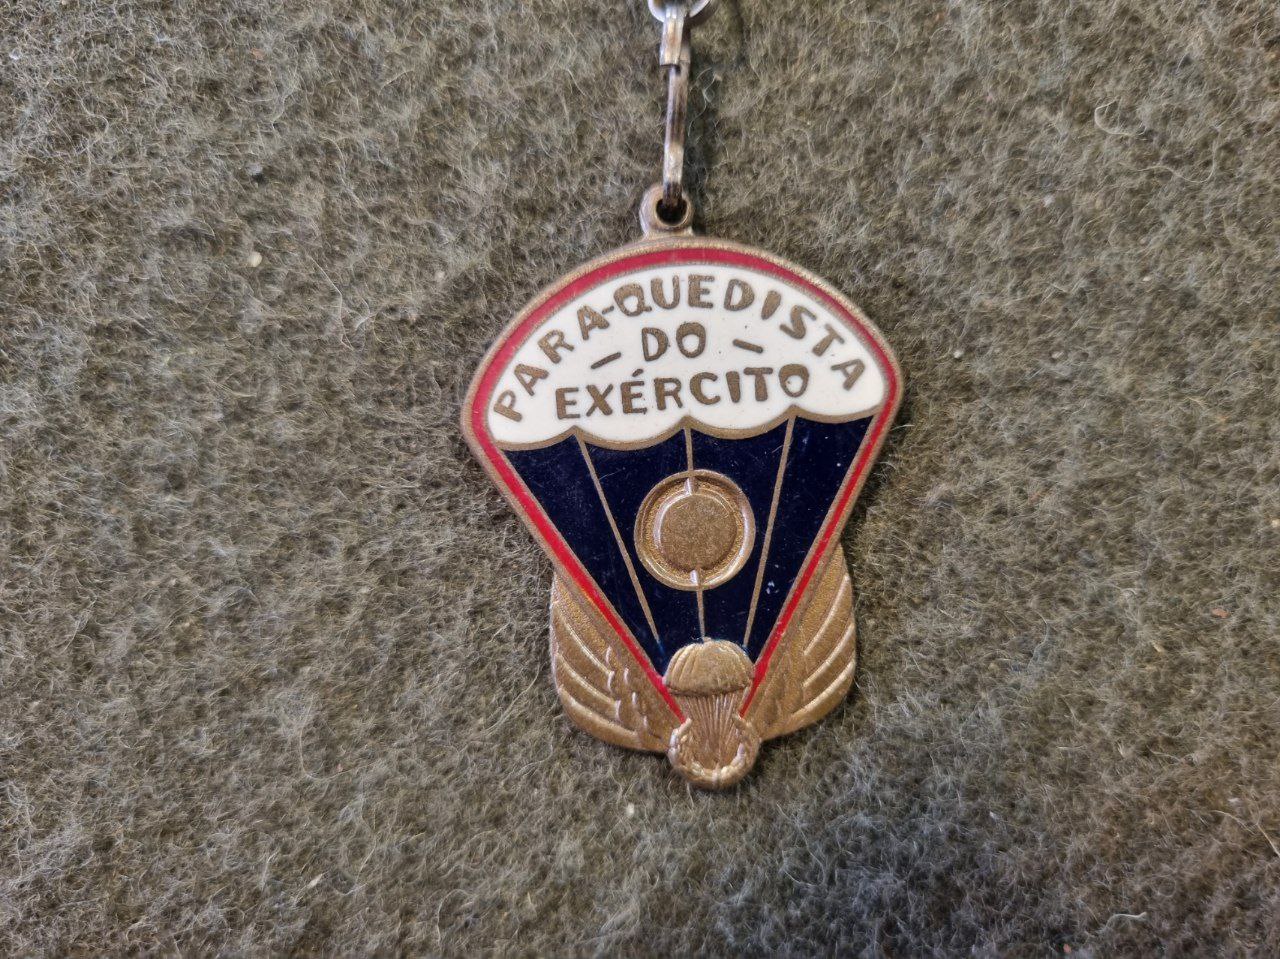 PARA-QUEDISTA
- DO -
EXÉRCITO